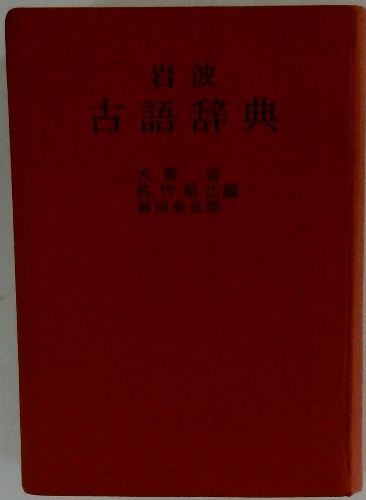 岩波
古語辞典
大野 晋
佐竹昭広編
前田金五郎